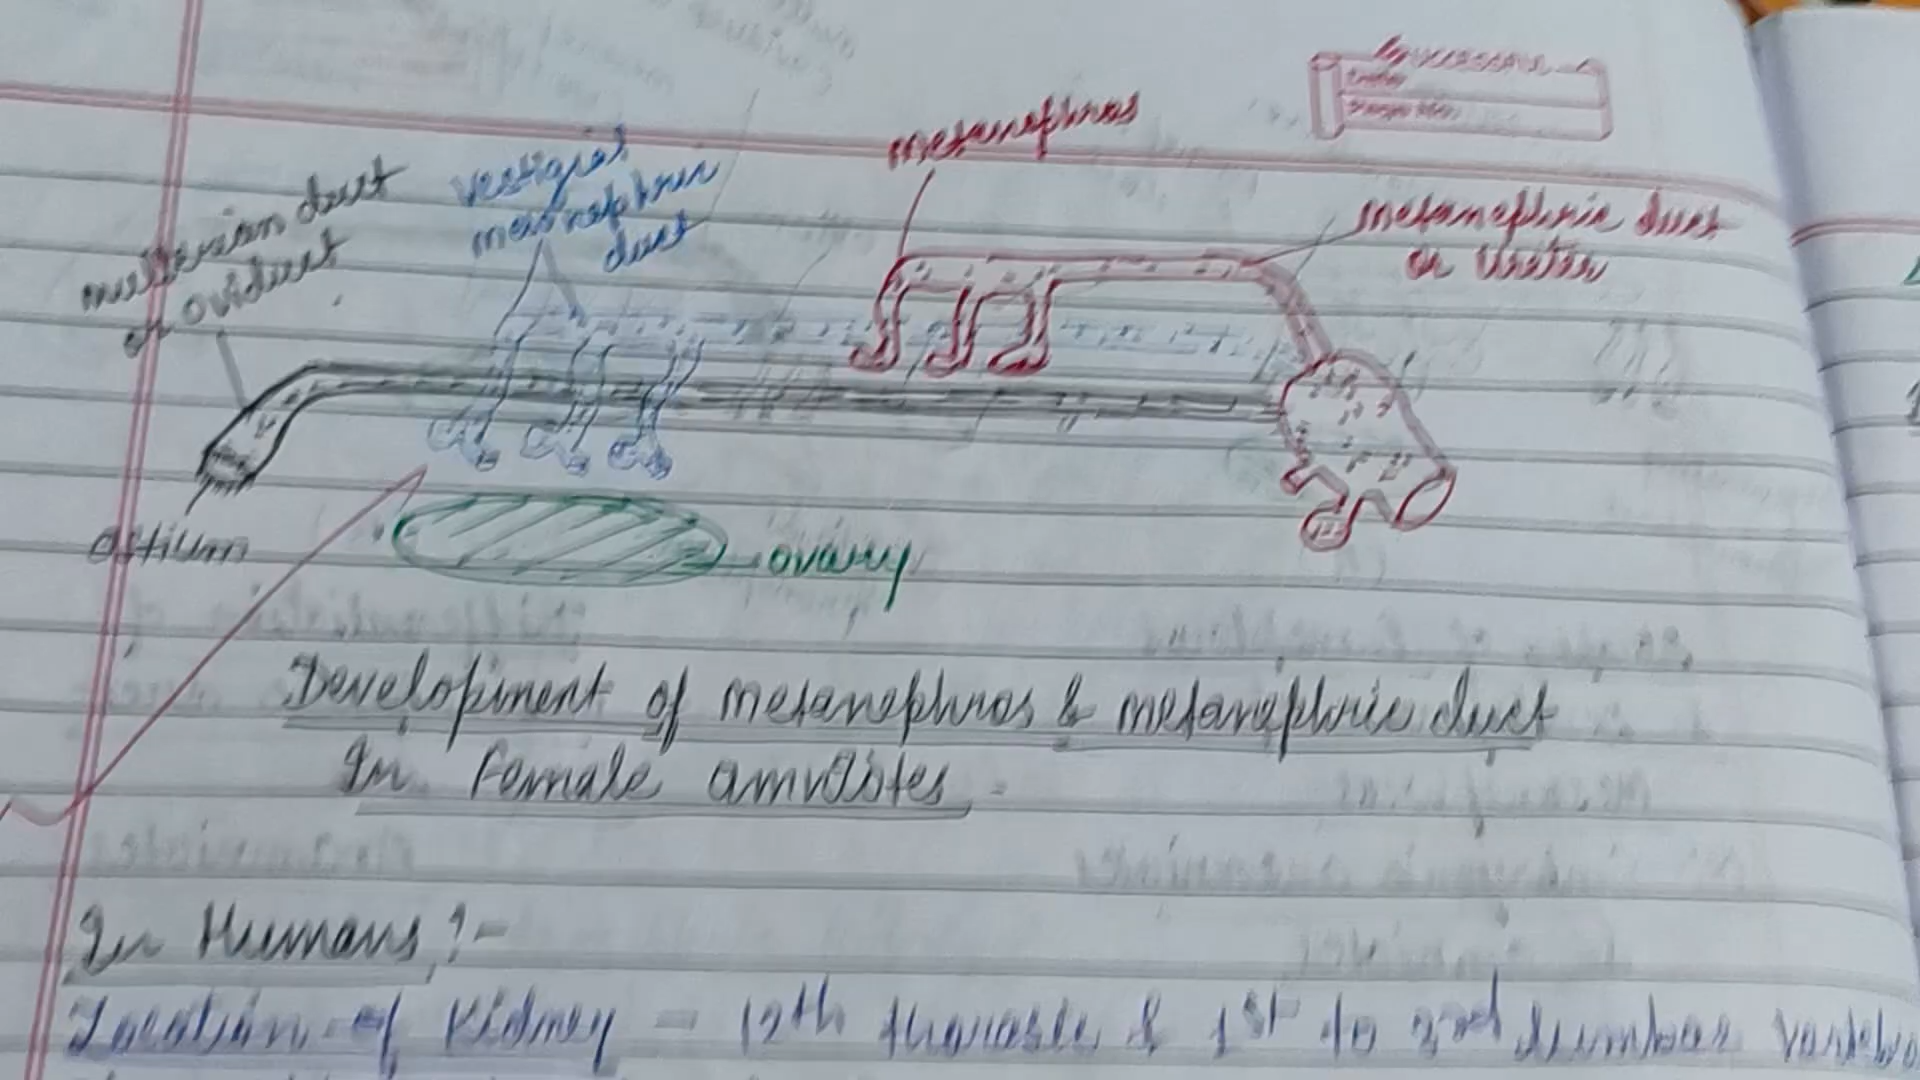 metanephros
vestigial
mesonephric
duct
mullerian duct
or oviduct
metanephric duct
or Ureter
ostium
ovary
Development of metanephros & metanephric duct
In Female amniotes
In Humans :-
Location of Kidney - 12th thoracic & 1st to 3rd lumbar